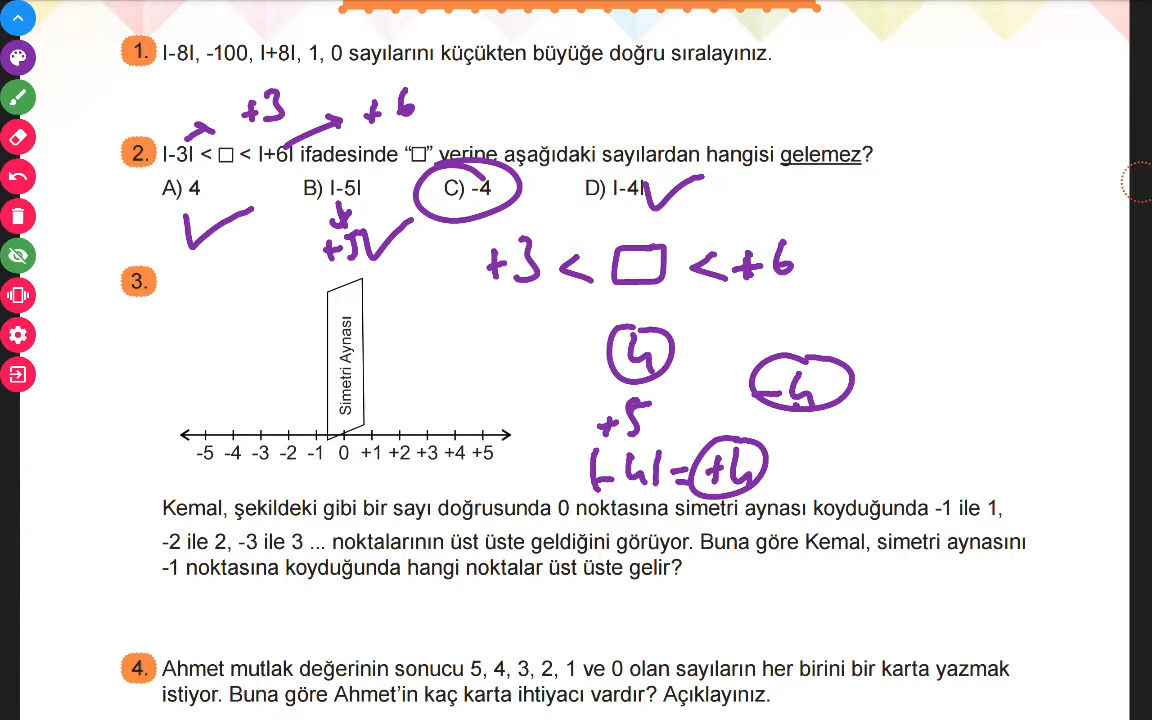 1. I-8I, -100, I+8I, 1, 0 sayılarını küçükten büyüğe doğru sıralayınız.
+3 +6
2. I-3I < □ < I+6I ifadesinde “□” yerine aşağıdaki sayılardan hangisi gelemez?
A) 4 B) I-5I C) -4 D) I-4I
+5
+3 < □ < +6
3.
Simetri Aynası
4
-4
+5
|-4| = +4
-5 -4 -3 -2 -1 0 +1 +2 +3 +4 +5
Kemal, şekildeki gibi bir sayı doğrusunda 0 noktasına simetri aynası koyduğunda -1 ile 1,
-2 ile 2, -3 ile 3 ... noktalarının üst üste geldiğini görüyor. Buna göre Kemal, simetri aynasını
-1 noktasına koyduğunda hangi noktalar üst üste gelir?
4. Ahmet mutlak değerinin sonucu 5, 4, 3, 2, 1 ve 0 olan sayıların her birini bir karta yazmak
istiyor. Buna göre Ahmet’in kaç karta ihtiyacı vardır? Açıklayınız.